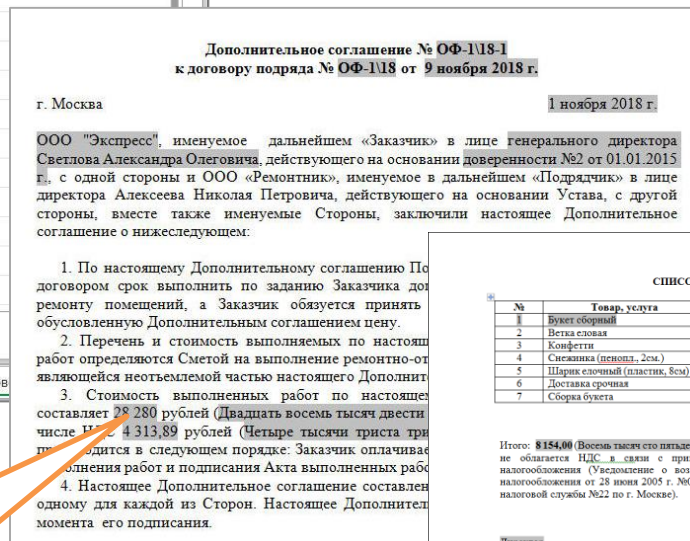 Дополнительное соглашение № ОФ-1\18-1
к договору подряда № ОФ-1\18 от 9 ноября 2018 г.
г. Москва
1 ноября 2018 г.
ООО "Экспресс", именуемое дальнейшем «Заказчик» в лице генерального директора
Светлова Александра Олеговича, действующего на основании доверенности №2 от 01.01.2015
г., с одной стороны и ООО «Ремонтник», именуемое в дальнейшем «Подрядчик» в лице
директора Алексеева Николая Петровича, действующего на основании Устава, с другой
стороны, вместе также именуемые Стороны, заключили настоящее Дополнительное
соглашение о нижеследующем:
1. По настоящему Дополнительному соглашению По
договором срок выполнить по заданию Заказчика до
ремонту помещений, а Заказчик обязуется принять
обусловленную Дополнительным соглашением цену.
2. Перечень и стоимость выполняемых по настоящ
работ определяются Сметой на выполнение ремонтно-от
являющейся неотъемлемой частью настоящего Дополнител
3. Стоимость выполненных работ по настояще
составляет 28 280 рублей (Двадцать восемь тысяч двести
числе НДС 4 313,89 рублей (Четыре тысячи триста три
дится в следующем порядке: Заказчик оплачивае
лнения работ и подписания Акта выполненных рабо
4. Настоящее Дополнительное соглашение составлен
одному для каждой из Сторон. Настоящее Дополнител
момента его подписания.
СПИСО
№ Товар, услуга
1 Букет сборный
2 Ветка еловая
3 Конфетти
4 Снежинка (пенопл., 2см.)
5 Шарик елочный (пластик, 8см)
6 Доставка срочная
7 Сборка букета
Итого: 8154,00 (Восемь тысяч сто пятьде
не облагается НДС в связи с при
налогообложения (Уведомление о воз
налогообложения от 28 июня 2005 г. №
налоговой службы №22 по г. Москве).